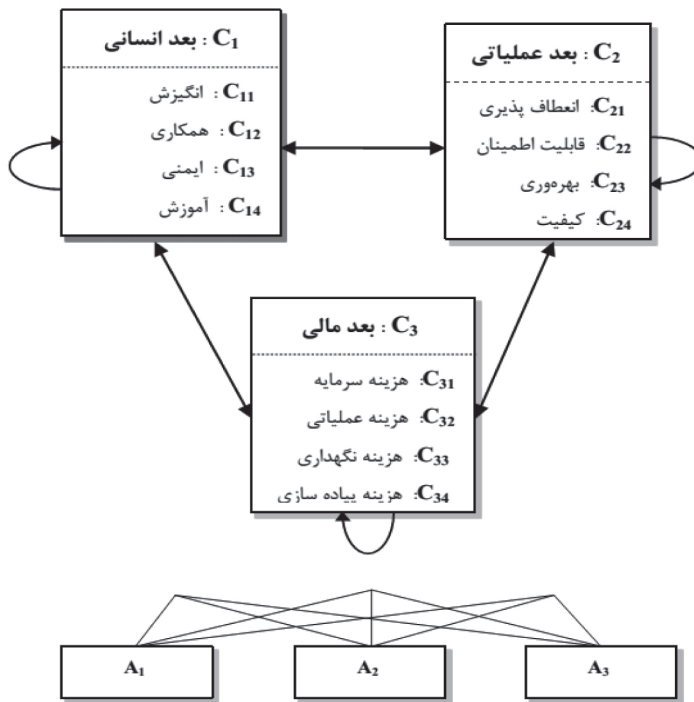 C1 : بعد انسانی
C11 : انگیزش
C12 : همکاری
C13 : ایمنی
C14 : آموزش
C2 : بعد عملیاتی
C21: انعطاف پذیری
C22: قابلیت اطمینان
C23: بهره‌وری
C24: کیفیت
C3 : بعد مالی
C31: هزینه سرمایه
C32: هزینه عملیاتی
C33: هزینه نگهداری
C34: هزینه پیاده سازی
A1
A2
A3